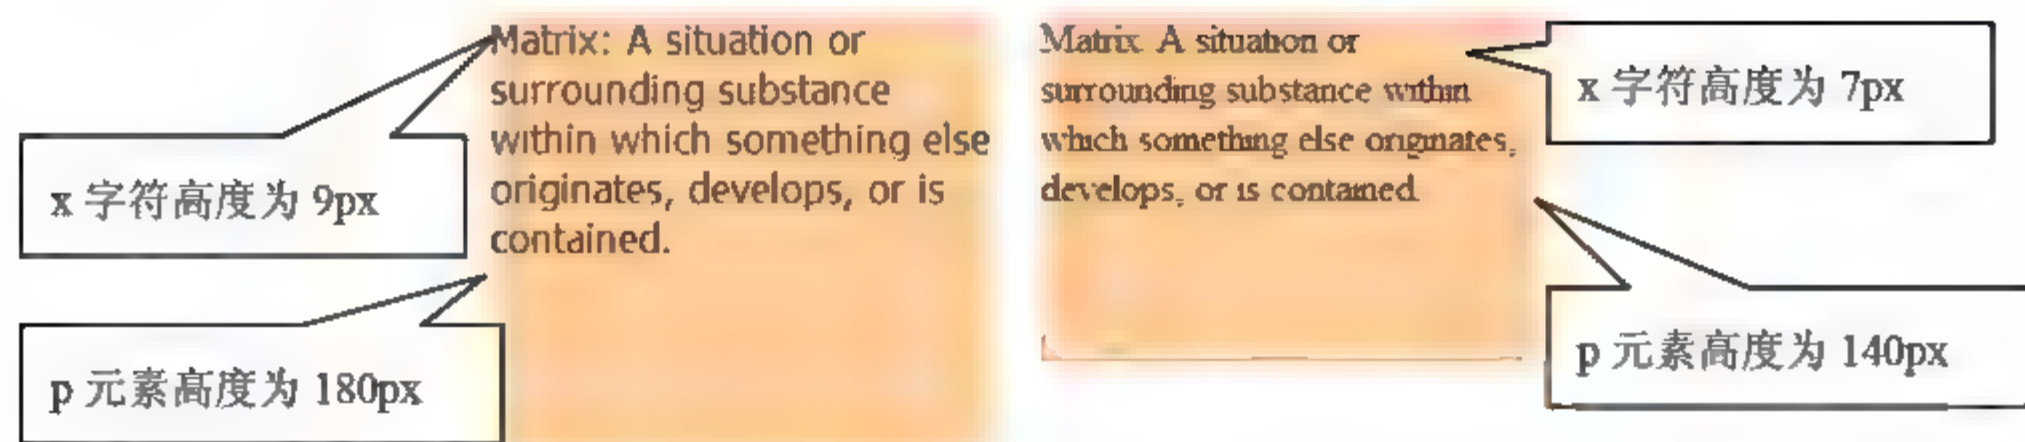 Matrix: A situation or
surrounding substance
within which something else
originates, develops, or is
contained.
x 字符高度为 9px
p 元素高度为 180px
Matrix A situation or
surrounding substance within
which something else originates,
develops, or is contained
x 字符高度为 7px
p 元素高度为 140px